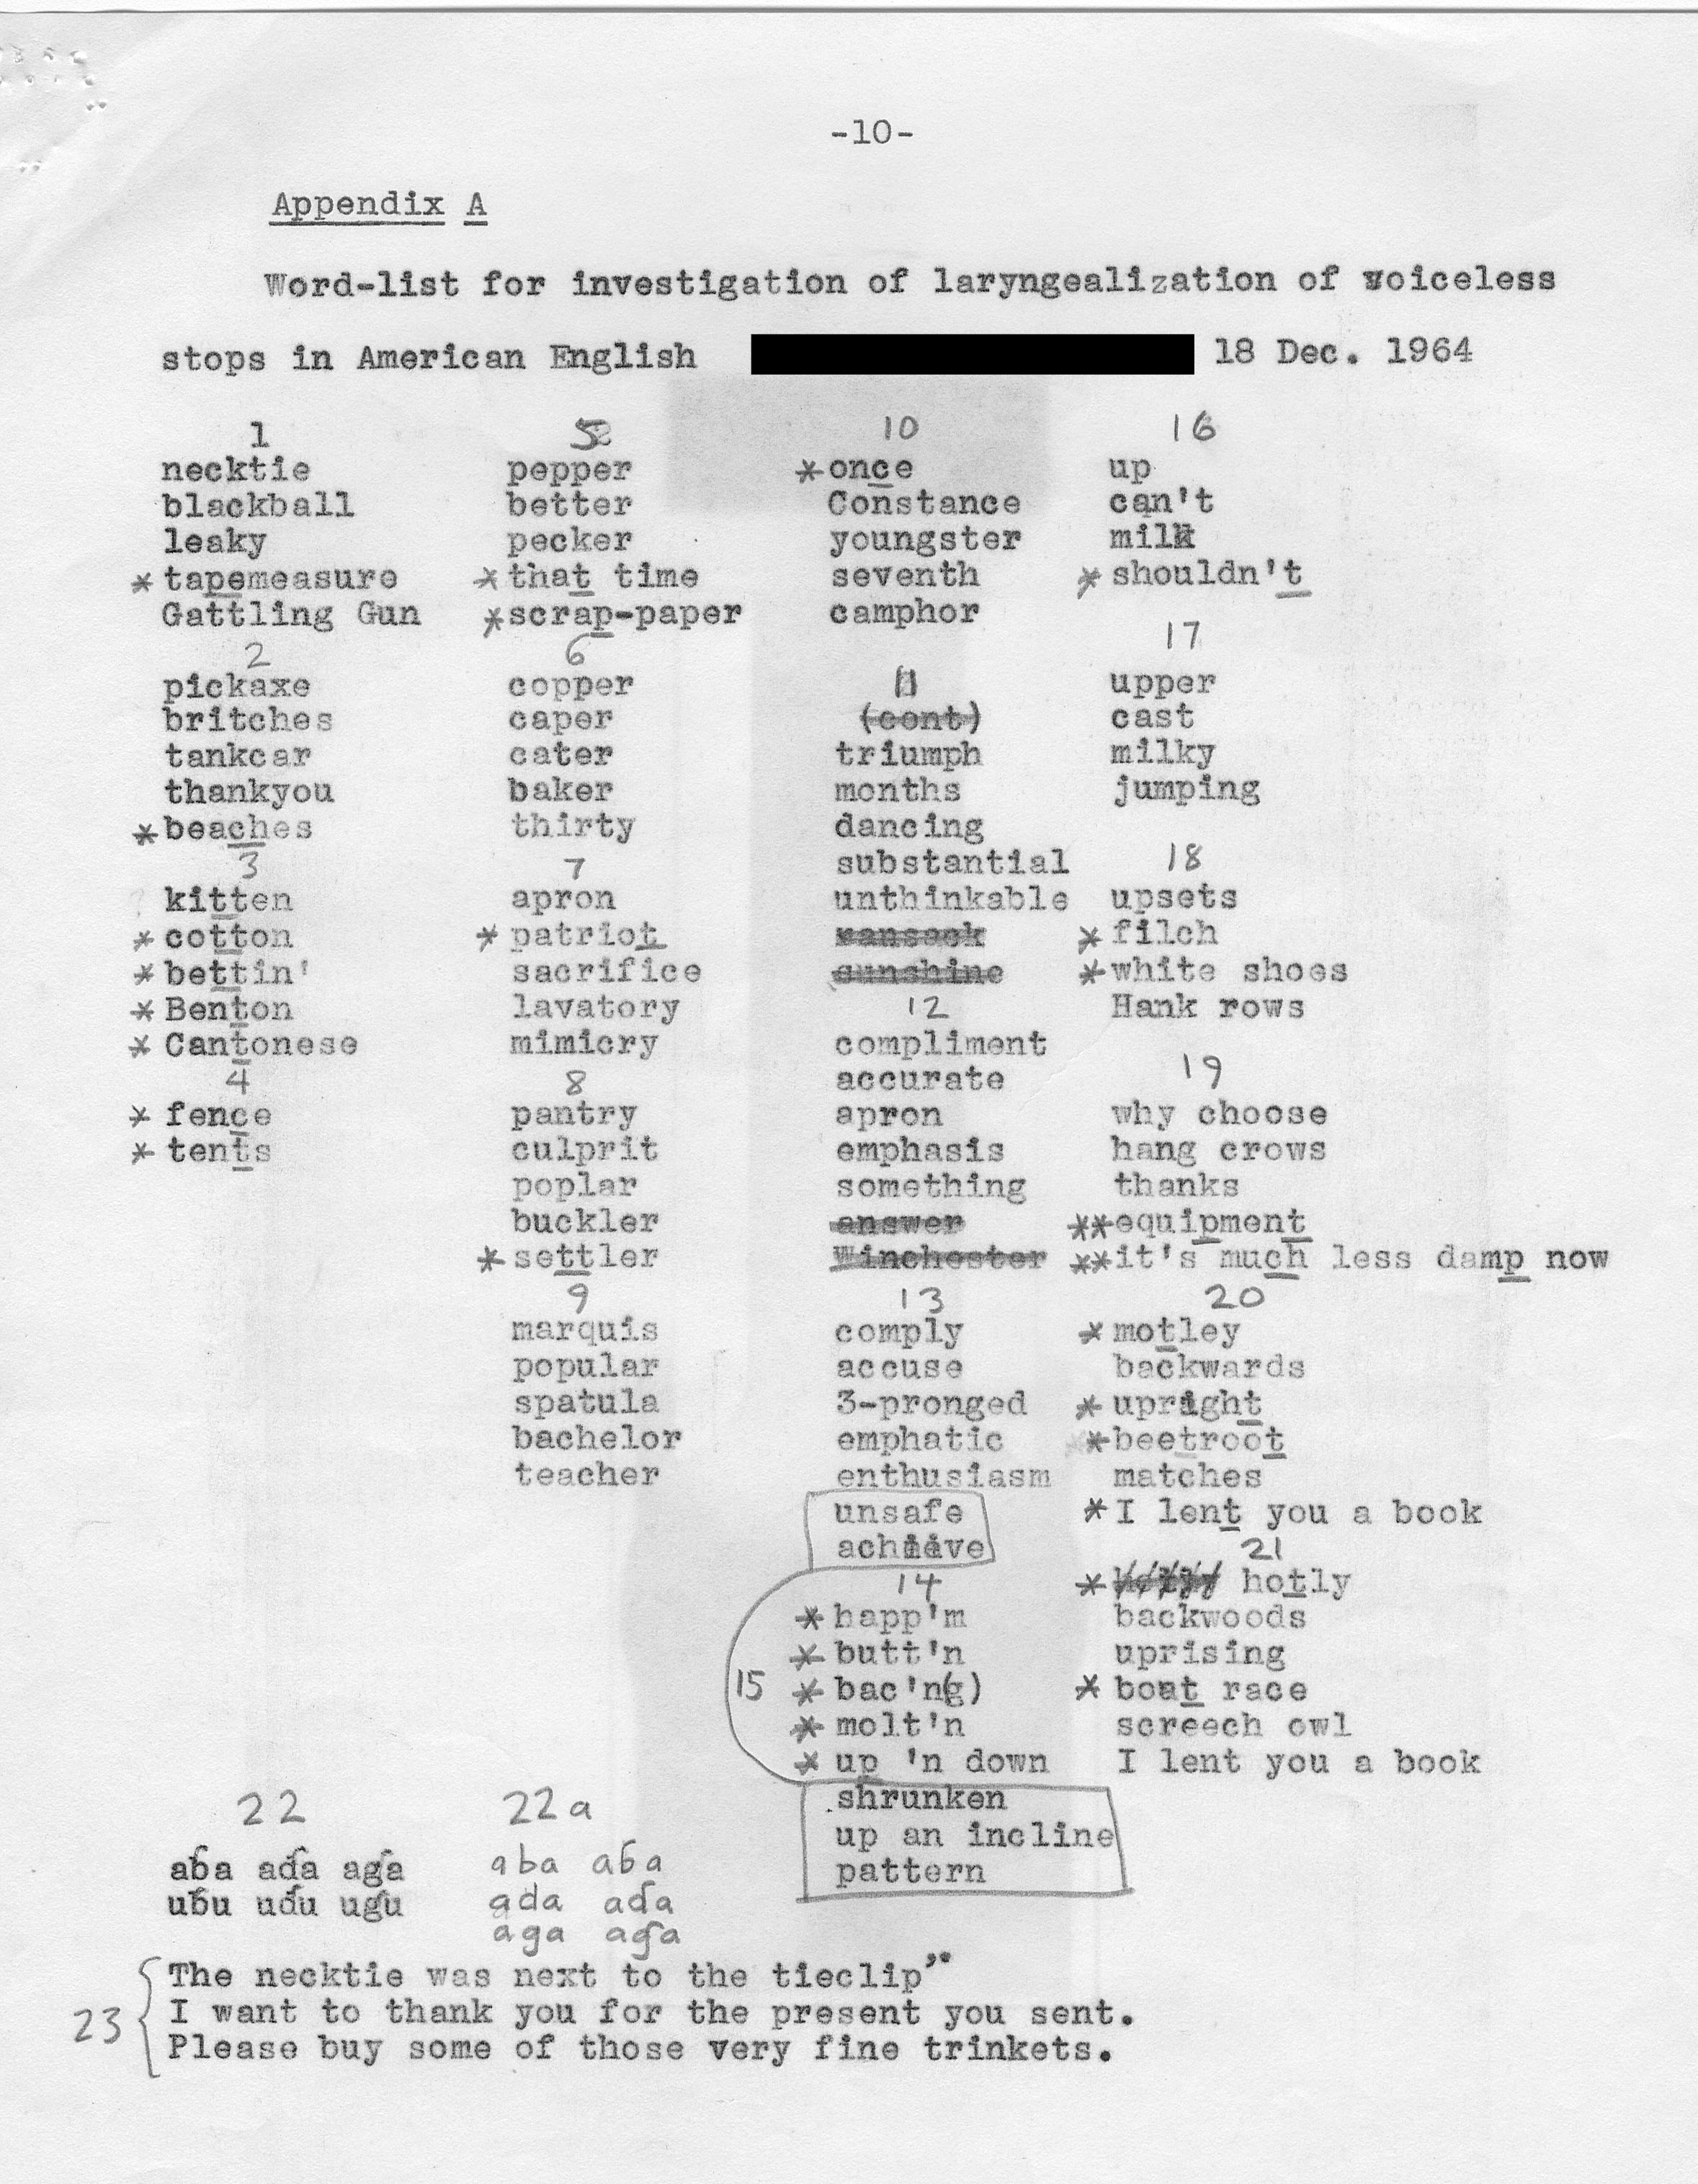 -10-
Appendix A
Word-list for investigation of laryngealization of voiceless
stops in American English 18 Dec. 1964
1
necktie
blackball
leaky
*tapemeasure
Gattling Gun
2
pickaxe
britches
tankcar
thankyou
*beaches
3
kitten
*cotton
*bettin'
*Benton
*Cantonese
4
*fence
*tents
5
pepper
better
pecker
*that time
*scrap-paper
6
copper
caper
cater
baker
thirty
7
apron
*patriot
sacrifice
lavatory
mimicry
8
pantry
culprit
poplar
buckler
*settler
9
marquis
popular
spatula
bachelor
teacher
10
*once
Constance
youngster
seventh
camphor
11
(cont)
triumph
months
dancing
substantial
unthinkable
ransack
sunshine
12
compliment
accurate
apron
emphasis
something
answer
Winchester
13
comply
accuse
3-pronged
emphatic
enthusiasm
unsafe
achieve
14
15
*happ'm
*butt'n
*bac'n(g)
*molt'n
*up 'n down
shrunken
up an incline
pattern
16
up
can't
milk
*shouldn't
17
upper
cast
milky
jumping
18
upsets
*filch
*white shoes
Hank rows
19
why choose
hang crows
thanks
**equipment
**it's much less damp now
20
*motley
backwards
*upright
*beetroot
matches
*I lent you a book
21
* hotly
backwoods
uprising
*boat race
screech owl
I lent you a book
22
aɓa aɗa aɠa
uɓu uɗu uɠu
22a
aba aɓa
ada aɗa
aga aɠa
23
The necktie was next to the tieclip"
I want to thank you for the present you sent.
Please buy some of those very fine trinkets.